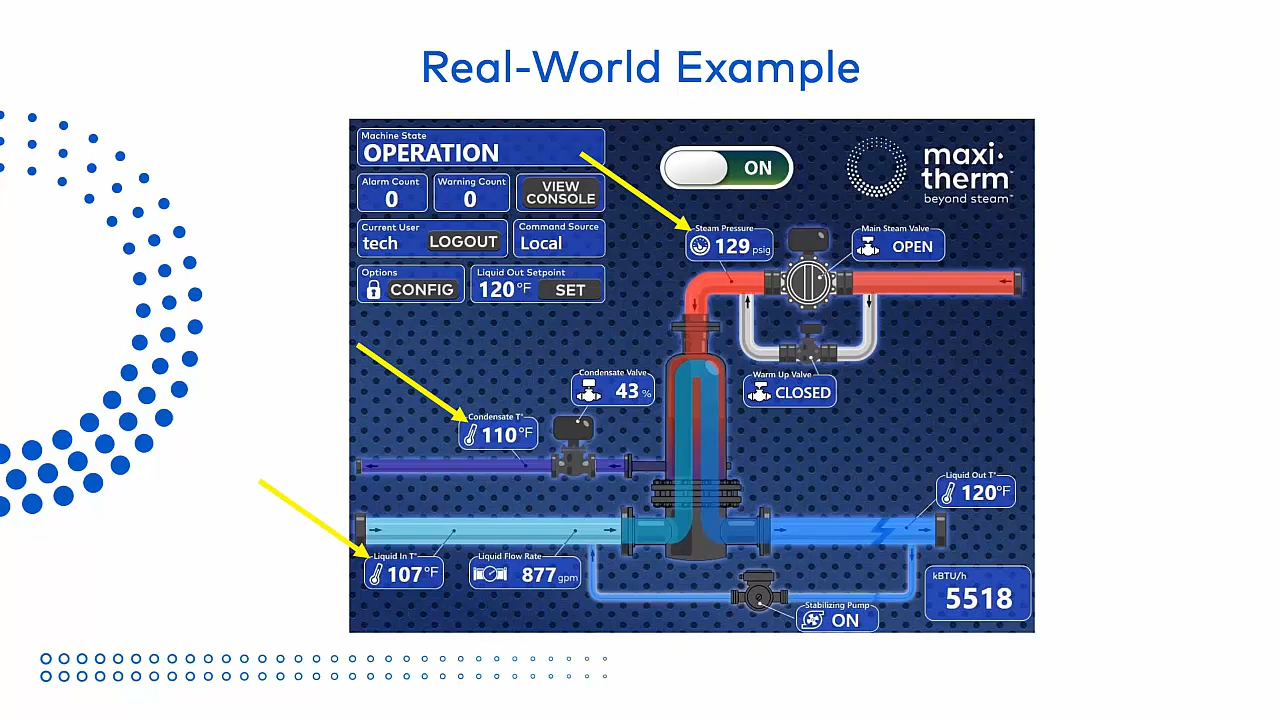 Real-World Example
Machine State
OPERATION
ON
maxi·
therm™
beyond steam™
Alarm Count
0
Warning Count
0
VIEW
CONSOLE
Current User
tech
LOGOUT
Command Source
Local
Options
CONFIG
Liquid Out Setpoint
120°F
SET
Steam Pressure
129 psig
Main Steam Valve
OPEN
Condensate Valve
43 %
Warm Up Valve
CLOSED
Condensate T°
110°F
Liquid Out T°
120°F
Liquid In T°
107°F
Liquid Flow Rate
877 gpm
kBTU/h
5518
Stabilizing Pump
ON